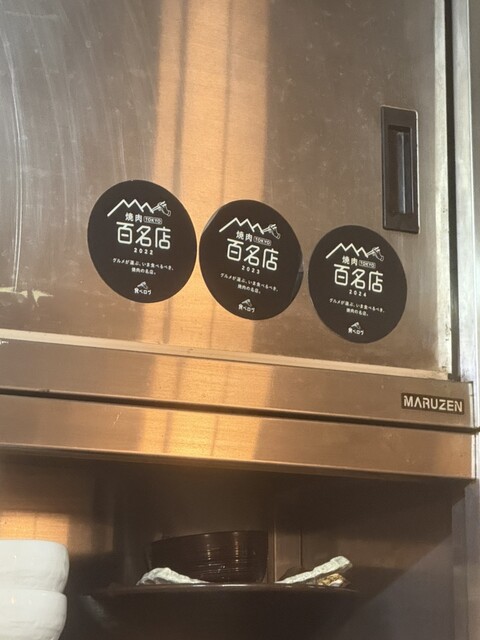 焼肉 TOKYO
百名店
2022
グルメが選ぶ、いま食べるべき、
焼肉の名店。
食べログ
焼肉 TOKYO
百名店
2023
グルメが選ぶ、いま食べるべき、
焼肉の名店。
食べログ
焼肉 TOKYO
百名店
2024
グルメが選ぶ、いま食べるべき、
焼肉の名店。
食べログ
MARUZEN